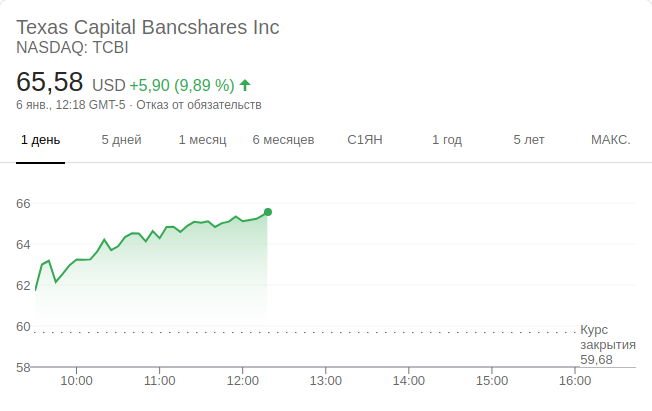 Texas Capital Bancshares Inc
NASDAQ: TCBI
65,58 USD +5,90 (9,89 %)
6 янв., 12:18 GMT-5 · Отказ от обязательств
1 день 5 дней 1 месяц 6 месяцев С1ЯН 1 год 5 лет МАКС.
66
64
62
60
58
Курс
закрытия
59,68
10:00 11:00 12:00 13:00 14:00 15:00 16:00